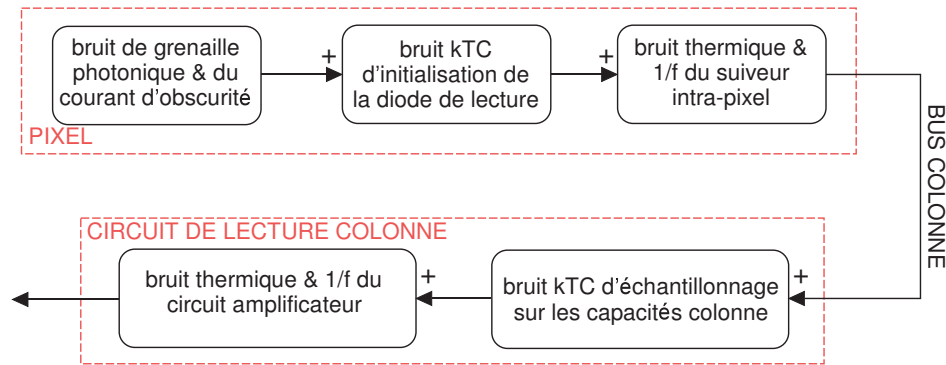 bruit de grenaille
photonique & du
courant d'obscurité
+
bruit kTC
d'initialisation de
la diode de lecture
+
bruit thermique &
1/f du suiveur
intra-pixel
PIXEL
BUS COLONNE
CIRCUIT DE LECTURE COLONNE
+
bruit kTC d'échantillonnage
sur les capacités colonne
+
bruit thermique & 1/f du
circuit amplificateur